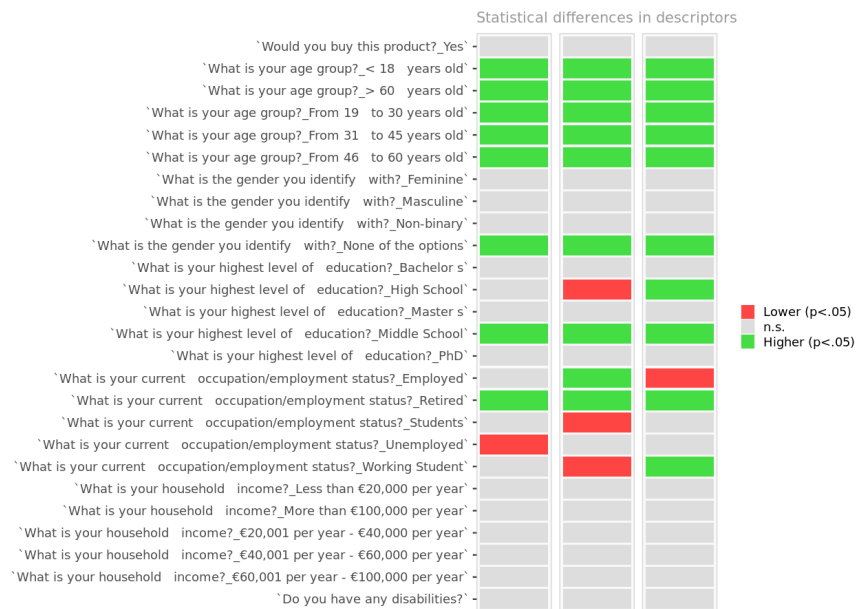 Statistical differences in descriptors
`Would you buy this product?_Yes`
`What is your age group?_< 18   years old`
`What is your age group?_> 60   years old`
`What is your age group?_From 19   to 30 years old`
`What is your age group?_From 31   to 45 years old`
`What is your age group?_From 46   to 60 years old`
`What is the gender you identify   with?_Feminine`
`What is the gender you identify   with?_Masculine`
`What is the gender you identify   with?_Non-binary`
`What is the gender you identify   with?_None of the options`
`What is your highest level of   education?_Bachelor s`
`What is your highest level of   education?_High School`
`What is your highest level of   education?_Master s`
`What is your highest level of   education?_Middle School`
`What is your highest level of   education?_PhD`
`What is your current   occupation/employment status?_Employed`
`What is your current   occupation/employment status?_Retired`
`What is your current   occupation/employment status?_Students`
`What is your current   occupation/employment status?_Unemployed`
`What is your current   occupation/employment status?_Working Student`
`What is your household   income?_Less than €20,000 per year`
`What is your household   income?_More than €100,000 per year`
`What is your household   income?_€20,001 per year - €40,000 per year`
`What is your household   income?_€40,001 per year - €60,000 per year`
`What is your household   income?_€60,001 per year - €100,000 per year`
`Do you have any disabilities?`
Lower (p<.05)
n.s.
Higher (p<.05)